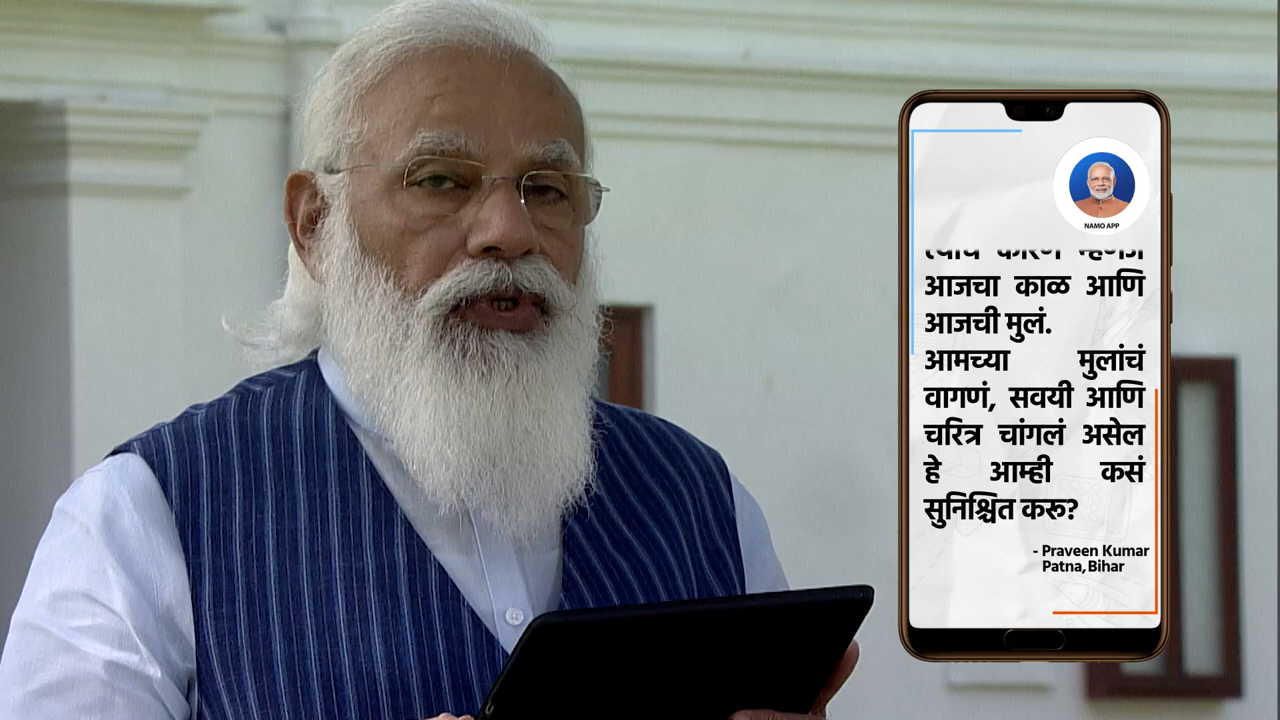 NAMO APP
आजचा काळ आणि
आजची मुलं.
आमच्या मुलांचं
वागणं, सवयी आणि
चरित्र चांगलं असेल
हे आम्ही कसं
सुनिश्चित करू?
- Praveen Kumar
Patna, Bihar